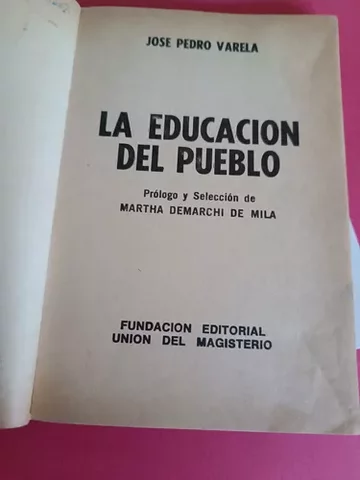 JOSE PEDRO VARELA
LA EDUCACION
DEL PUEBLO
Prólogo y Selección de
MARTHA DEMARCHI DE MILA
FUNDACION EDITORIAL
UNION DEL MAGISTERIO